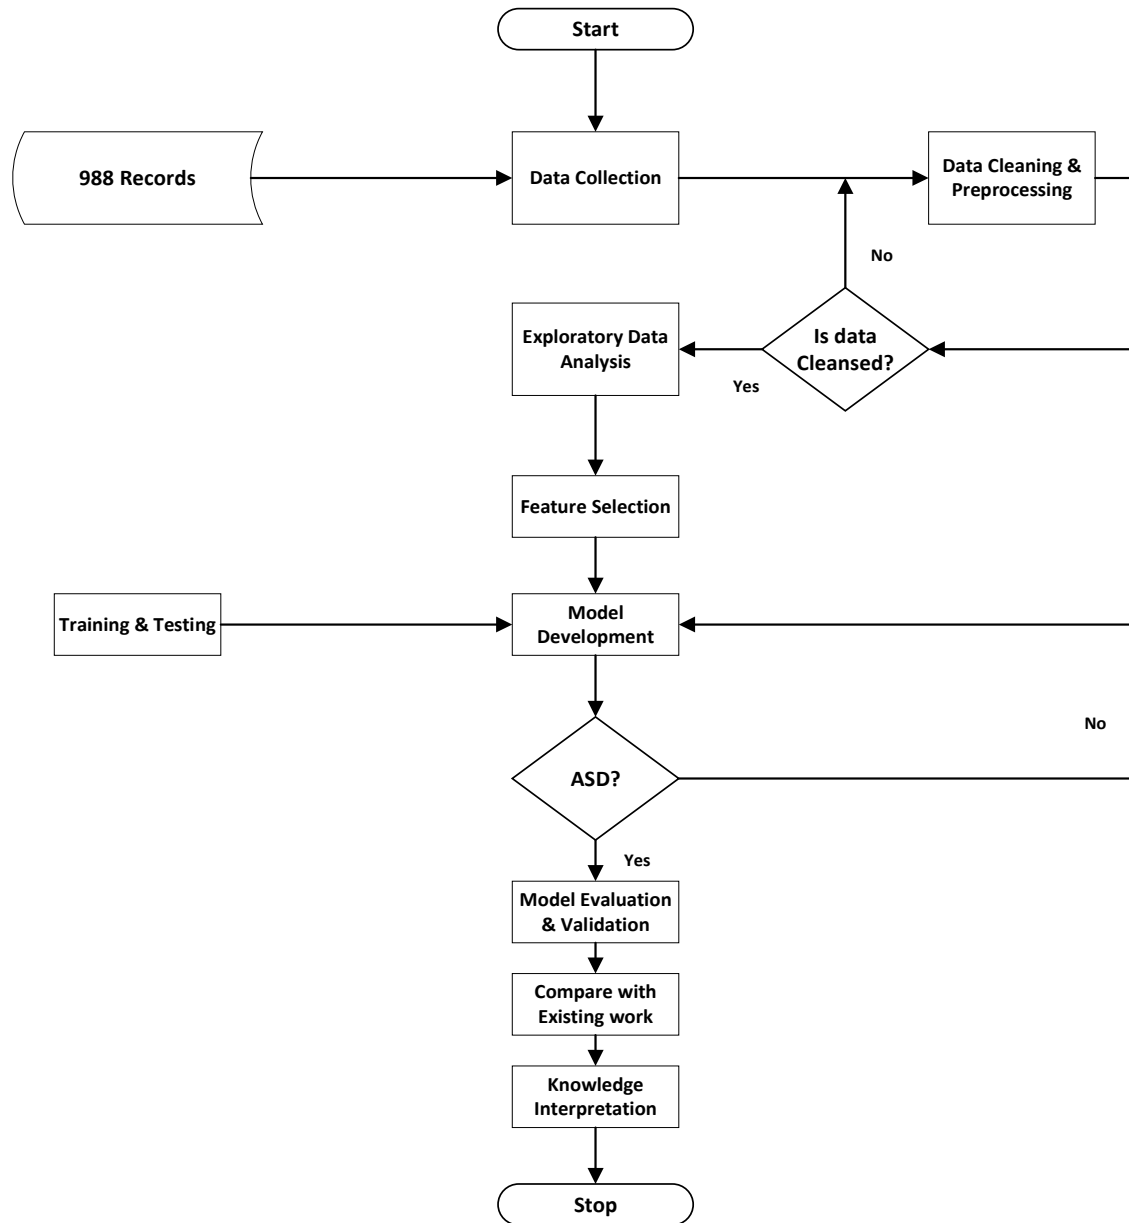 Start
988 Records
Data Collection
Data Cleaning &
Preprocessing
No
Exploratory Data
Analysis
Is data
Cleansed?
Yes
Feature Selection
Training & Testing
Model
Development
No
ASD?
Yes
Model Evaluation
& Validation
Compare with
Existing work
Knowledge
Interpretation
Stop